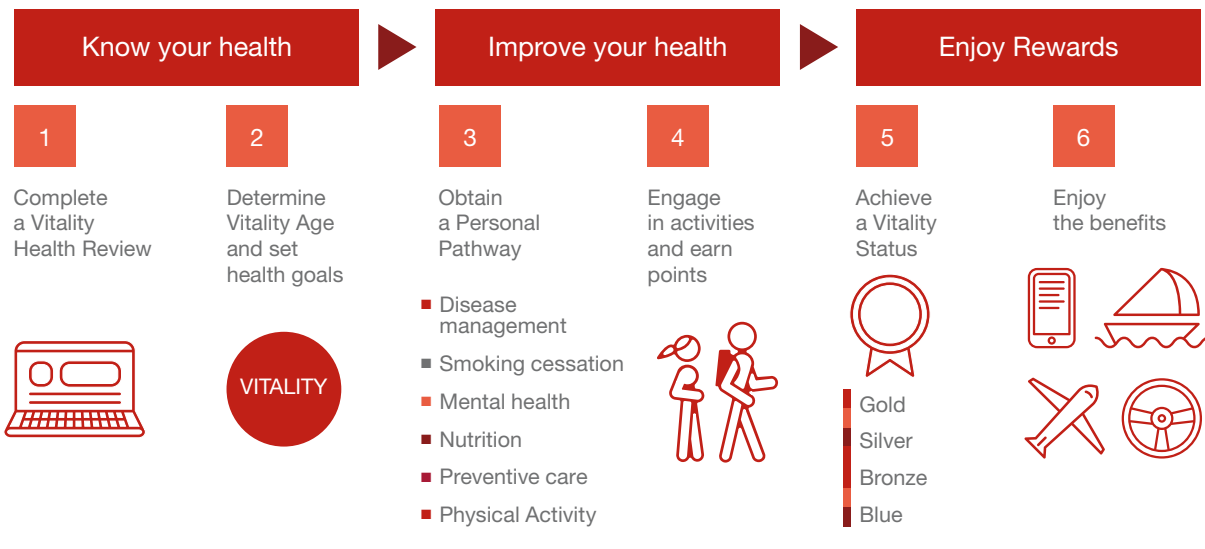 Know your health
Improve your health
Enjoy Rewards
1
Complete
a Vitality
Health Review
2
Determine
Vitality Age
and set
health goals
VITALITY
3
Obtain
a Personal
Pathway
Disease
management
Smoking cessation
Mental health
Nutrition
Preventive care
Physical Activity
4
Engage
in activities
and earn
points
5
Achieve
a Vitality
Status
Gold
Silver
Bronze
Blue
6
Enjoy
the benefits